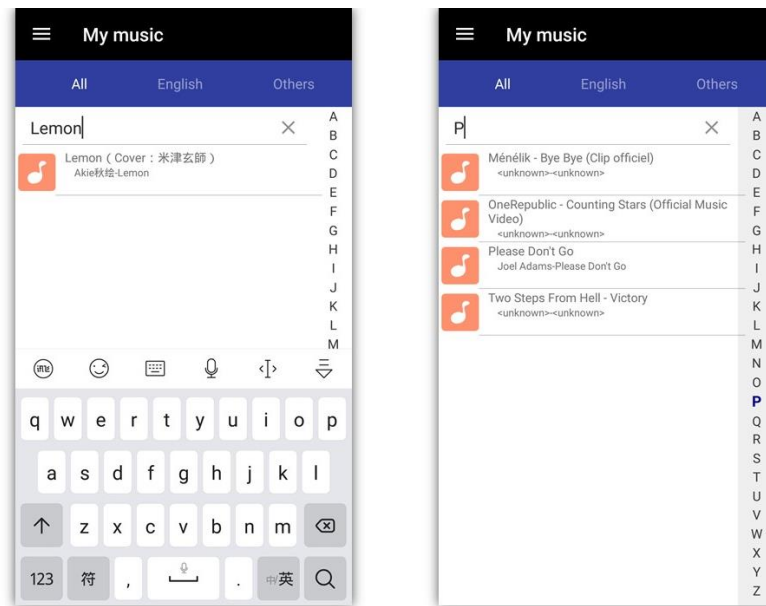 My music
All English Others
Lemon
Lemon ( Cover : 米津玄師 )
Akie秋绘-Lemon
A
B
C
D
E
F
G
H
I
J
K
L
M
q w e r t y u i o p
a s d f g h j k l
z x c v b n m
123 符 , . 中/英
My music
All English Others
P
Ménélik - Bye Bye (Clip officiel)
<unknown>-<unknown>
OneRepublic - Counting Stars (Official Music
Video)
<unknown>-<unknown>
Please Don't Go
Joel Adams-Please Don't Go
Two Steps From Hell - Victory
<unknown>-<unknown>
A
B
C
D
E
F
G
H
I
J
K
L
M
N
O
P
Q
R
S
T
U
V
W
X
Y
Z